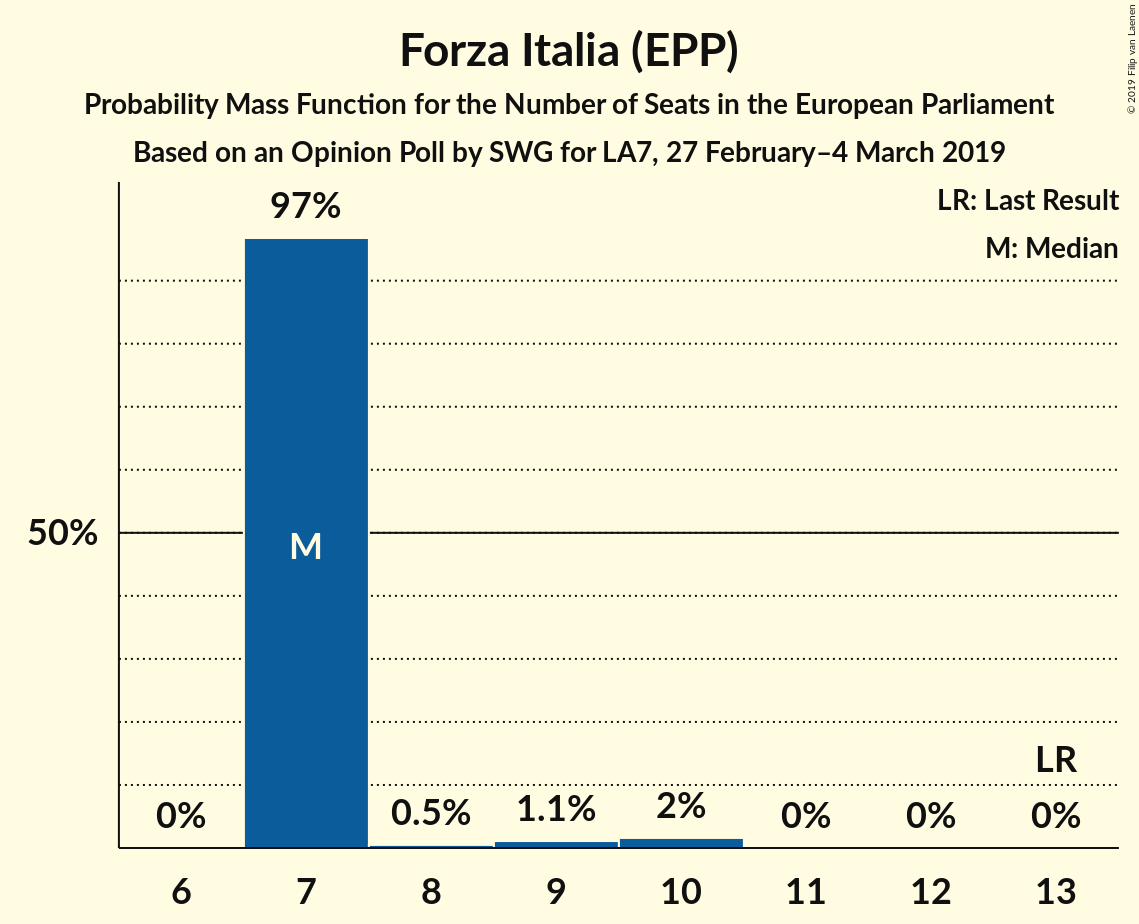 Forza Italia (EPP)
Probability Mass Function for the Number of Seats in the European Parliament
Based on an Opinion Poll by SWG for LA7, 27 February–4 March 2019
© 2019 Filip van Laenen
LR: Last Result
M: Median
97%
50%
M
LR
0%
0.5%
1.1%
2%
0%
0%
0%
6 7 8 9 10 11 12 13